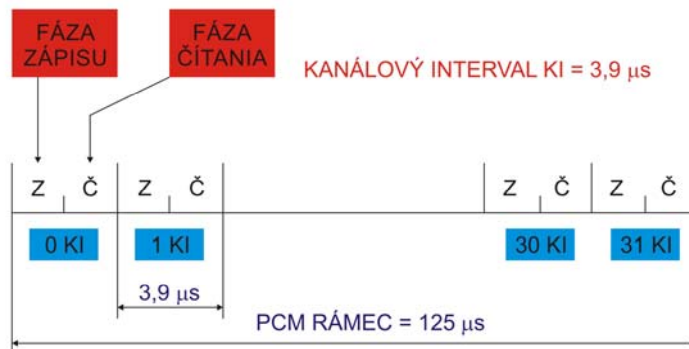 FÁZA
ZÁPISU
FÁZA
ČÍTANIA
KANÁLOVÝ INTERVAL KI = 3,9 μs
Z Č Z Č Z Č Z Č
0 KI 1 KI 30 KI 31 KI
3,9 μs
PCM RÁMEC = 125 μs